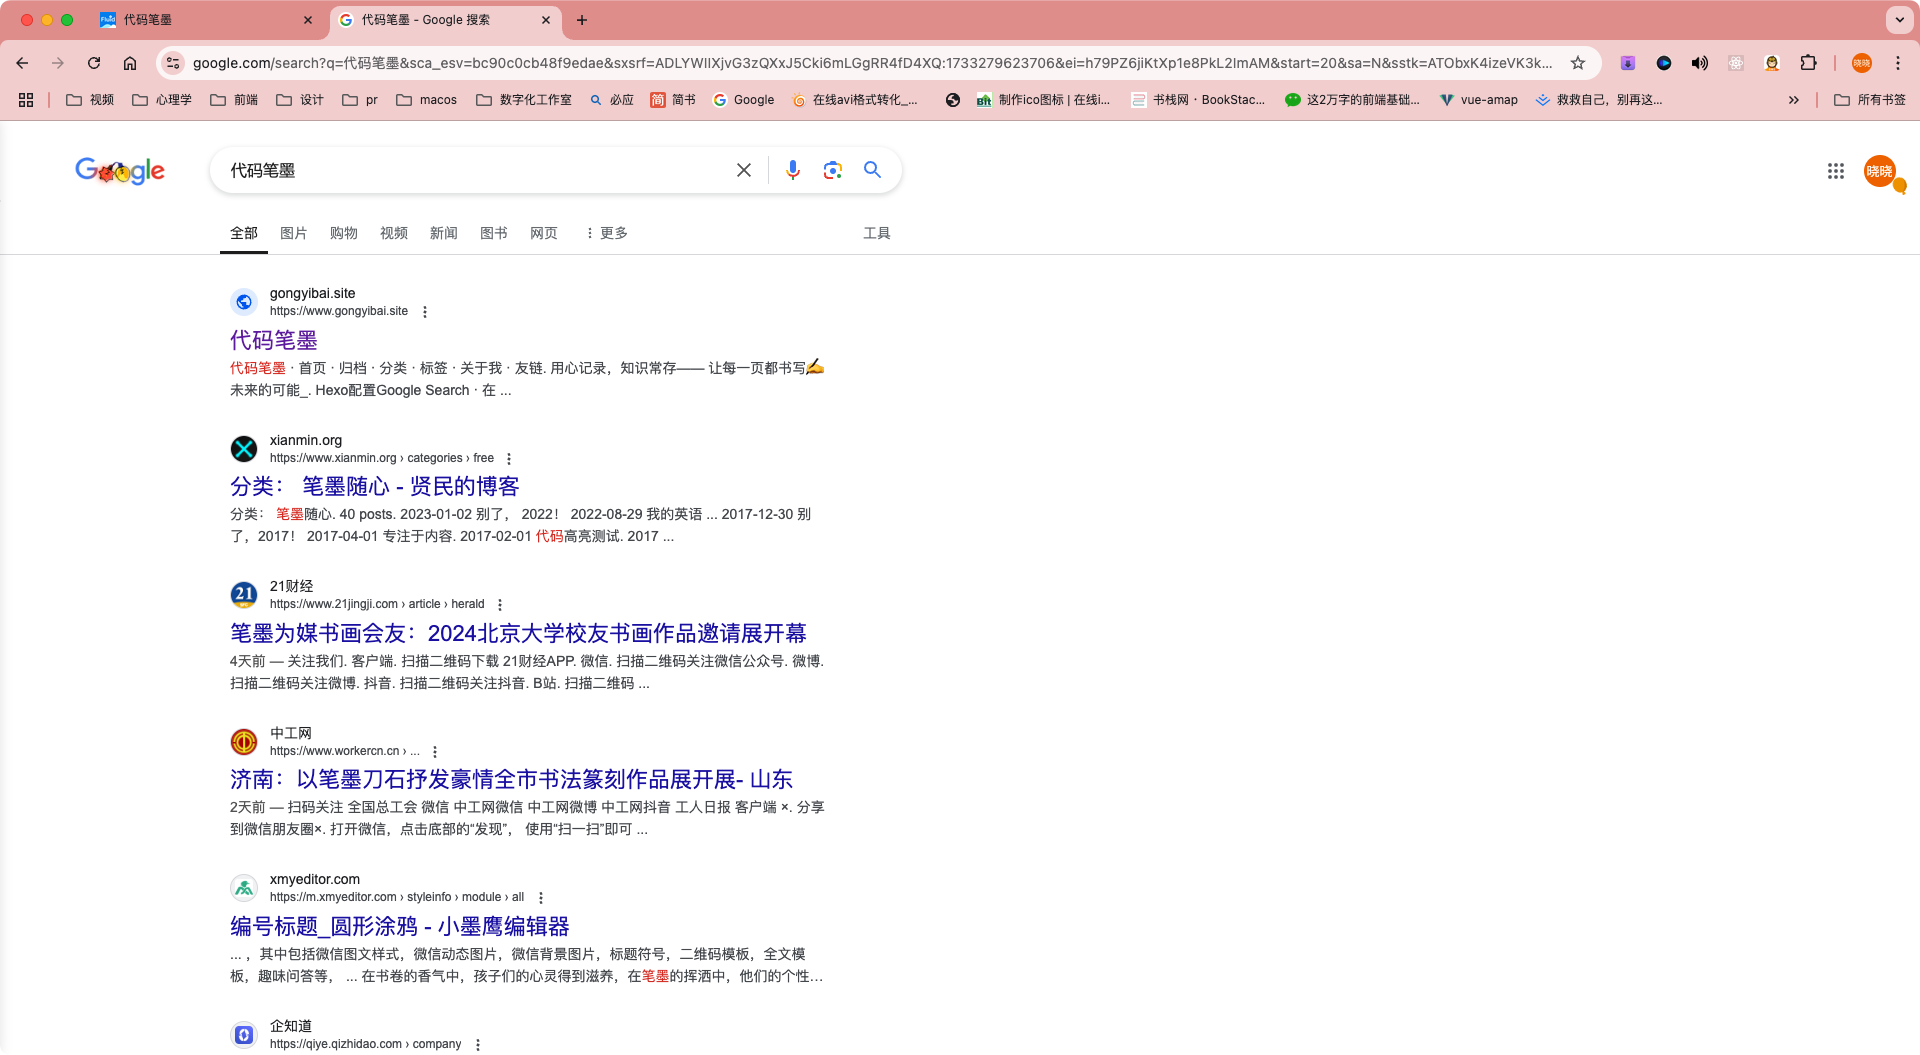 代码笔墨
代码笔墨 - Google 搜索
google.com/search?q=代码笔墨&sca_esv=bc90c0cb48f9edae&sxsrf=ADLYWIlXjvG3zQXxJ5Cki6mLGgRR4fD4XQ:1733279623706&ei=h79PZ6jiKtXp1e8PkL2ImAM&start=20&sa=N&sstk=ATObxK4izeVK3k...
晓晓
视频
心理学
前端
设计
pr
macos
数字化工作室
必应
简 简书
Google
在线avi格式转化_...
Bit 制作ico图标 | 在线i...
书栈网 · BookStac...
这2万字的前端基础...
vue-amap
救救自己，别再这...
所有书签
Google
代码笔墨
晓晓
全部 图片 购物 视频 新闻 图书 网页 更多 工具
gongyibai.site
https://www.gongyibai.site
代码笔墨
代码笔墨 · 首页 · 归档 · 分类 · 标签 · 关于我 · 友链. 用心记录，知识常存—— 让每一页都书写✍
未来的可能_. Hexo配置Google Search · 在 ...
xianmin.org
https://www.xianmin.org › categories › free
分类： 笔墨随心 - 贤民的博客
分类： 笔墨随心. 40 posts. 2023-01-02 别了， 2022！ 2022-08-29 我的英语 ... 2017-12-30 别
了，2017！ 2017-04-01 专注于内容. 2017-02-01 代码高亮测试. 2017 ...
21
21财经
https://www.21jingji.com › article › herald
笔墨为媒书画会友：2024北京大学校友书画作品邀请展开幕
4天前 — 关注我们. 客户端. 扫描二维码下载 21财经APP. 微信. 扫描二维码关注微信公众号. 微博.
扫描二维码关注微博. 抖音. 扫描二维码关注抖音. B站. 扫描二维码 ...
中工网
https://www.workercn.cn › ...
济南：以笔墨刀石抒发豪情全市书法篆刻作品展开展- 山东
2天前 — 扫码关注 全国总工会 微信 中工网微信 中工网微博 中工网抖音 工人日报 客户端 ×. 分享
到微信朋友圈×. 打开微信，点击底部的“发现”， 使用“扫一扫”即可 ...
xmyeditor.com
https://m.xmyeditor.com › styleinfo › module › all
编号标题_圆形涂鸦 - 小墨鹰编辑器
... ，其中包括微信图文样式，微信动态图片，微信背景图片，标题符号，二维码模板，全文模
板，趣味问答等， ... 在书卷的香气中，孩子们的心灵得到滋养，在笔墨的挥洒中，他们的个性...
企知道
https://qiye.qizhidao.com › company